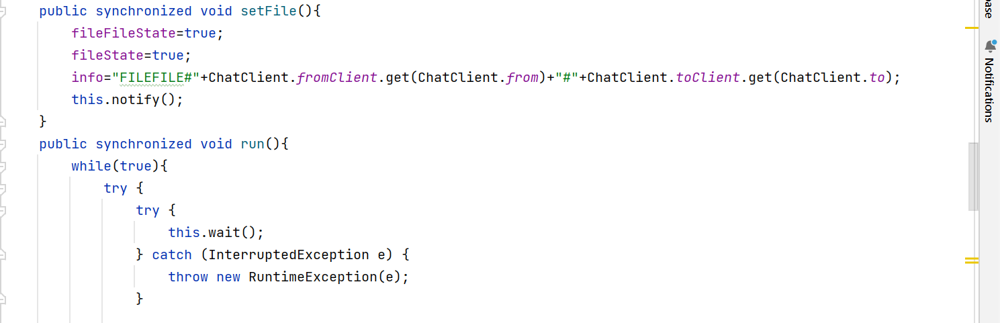 public synchronized void setFile(){
fileFileState=true;
fileState=true;
info="FILEFILE#"+ChatClient.fromClient.get(ChatClient.from)+"#"+ChatClient.toClient.get(ChatClient.to);
this.notify();
}
public synchronized void run(){
while(true){
try {
try {
this.wait();
} catch (InterruptedException e) {
throw new RuntimeException(e);
}
Notifications